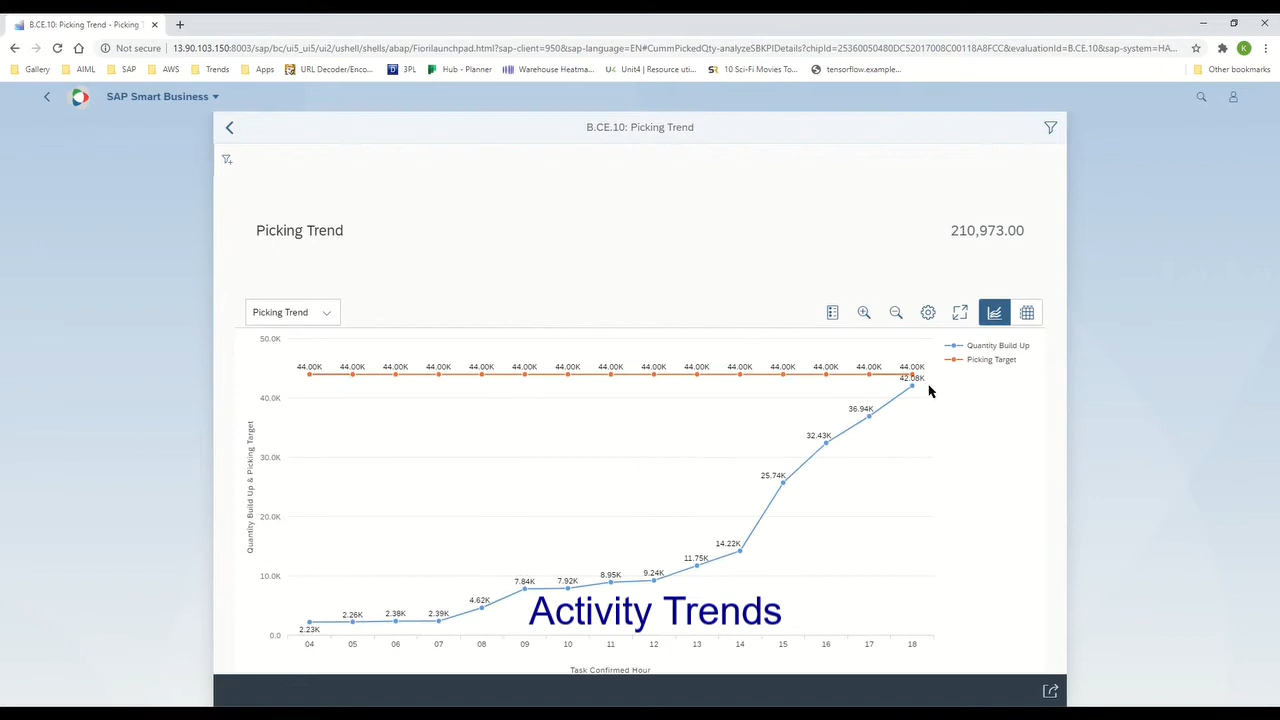 B.CE.10: Picking Trend - Picking T
Not secure 13.90.103.150:8003/sap/bc/ui5_ui5/ui2/ushell/shells/abap/Fiorilaunchpad.html?sap-client=950&sap-language=EN#CummPickedQty-analyzeSBKPIDetails?chipId=25360050480DC52017008C00118A8FCC&evaluationId=B.CE.10&sap-system=HA... K
Gallery AIML SAP AWS Trends Apps URL Decoder/Enco... 3PL Hub - Planner Warehouse Heatma... Unit4 | Resource uti... 10 Sci-Fi Movies To... tensorflow.example... Other bookmarks
SAP Smart Business
B.CE.10: Picking Trend
Picking Trend 210,973.00
Picking Trend
50.0K
Quantity Build Up
Picking Target
44.00K 44.00K 44.00K 44.00K 44.00K 44.00K 44.00K 44.00K 44.00K 44.00K 44.00K 44.00K 44.00K 44.00K 44.00K
42.08K
40.0K
36.94K
32.43K
30.0K
25.74K
20.0K
14.22K
11.75K
10.0K
9.24K
8.95K
7.92K
7.84K
4.62K
2.39K
2.38K
2.26K
2.23K
0.0
Quantity Build Up & Picking Target
Activity Trends
04 05 06 07 08 09 10 11 12 13 14 15 16 17 18
Task Confirmed Hour